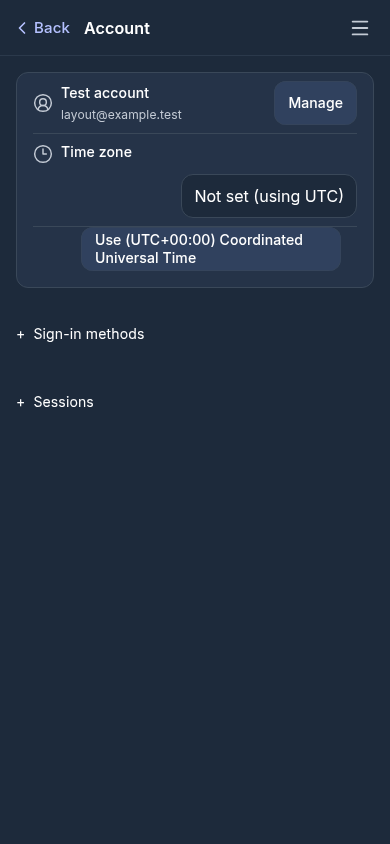 Back Account
Test account
layout@example.test
Manage
Time zone
Not set (using UTC)
Use (UTC+00:00) Coordinated
Universal Time
+ Sign-in methods
+ Sessions